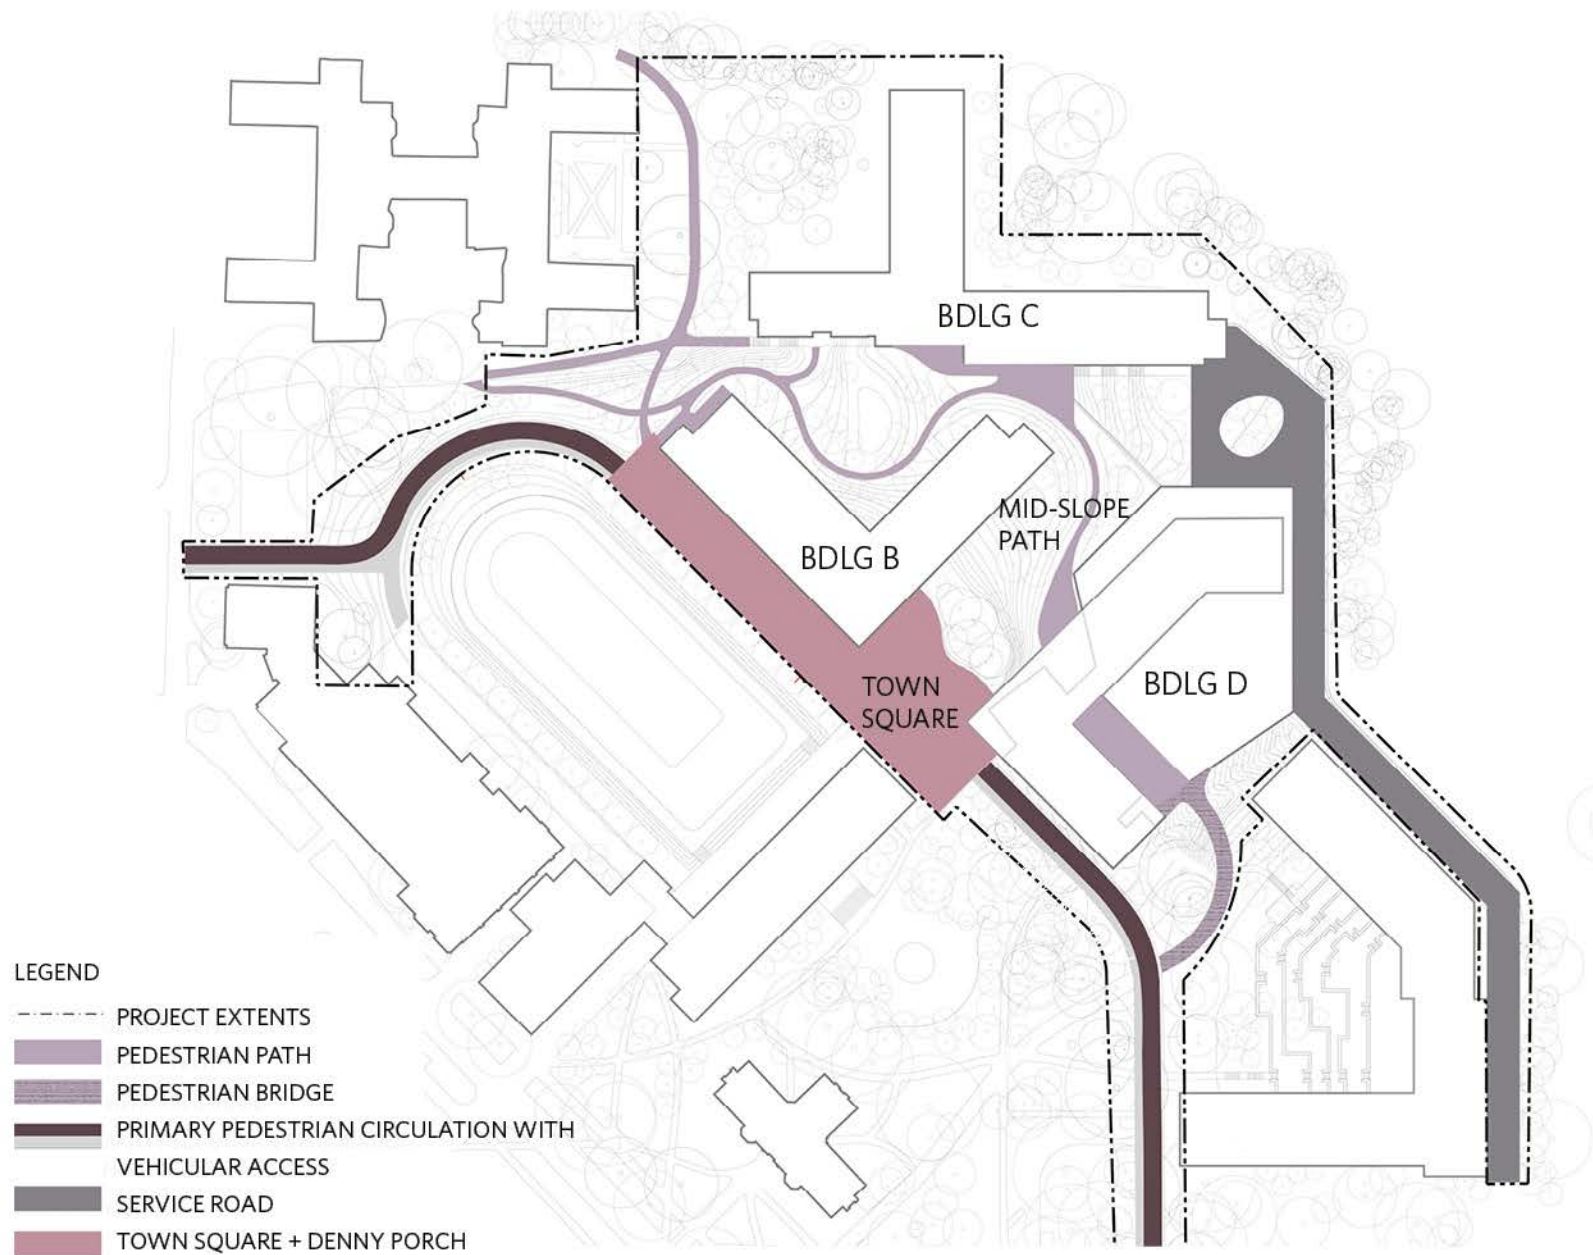 BDLG C
MID-SLOPE
PATH
BDLG B
TOWN
SQUARE
BDLG D
LEGEND
PROJECT EXTENTS
PEDESTRIAN PATH
PEDESTRIAN BRIDGE
PRIMARY PEDESTRIAN CIRCULATION WITH
VEHICULAR ACCESS
SERVICE ROAD
TOWN SQUARE + DENNY PORCH